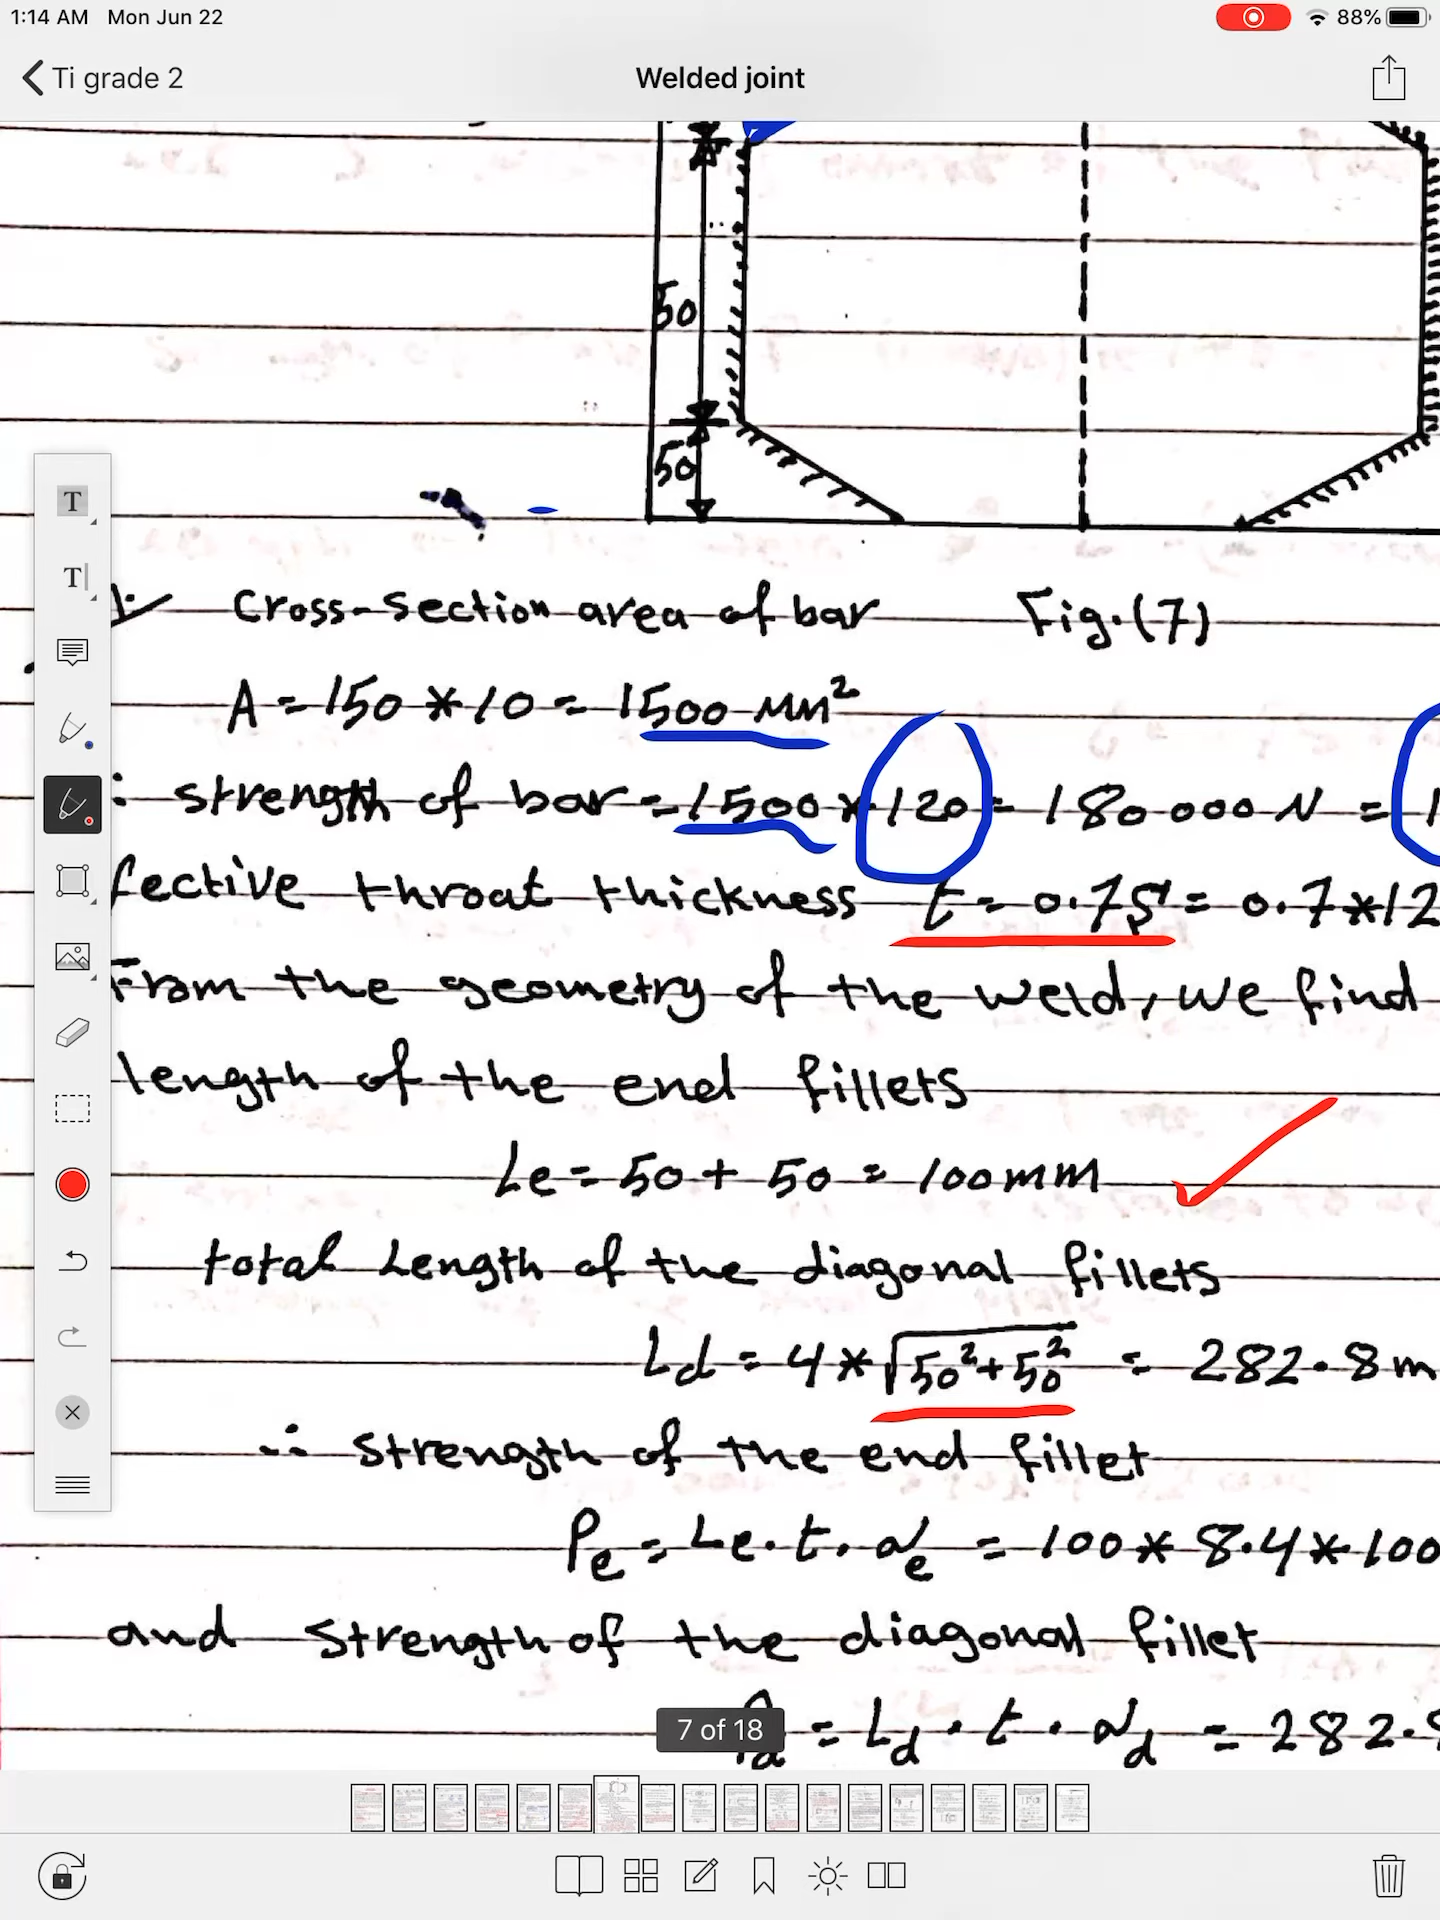 1:14 AM Mon Jun 22
88%
Ti grade 2
Welded joint
50
50
Cross-section area of bar
Fig.(7)
A = 150 * 10 = 1500 mm²
∴ strength of bar = 1500 * 120 = 180 000 N = 1
fective throat thickness t = 0.7S = 0.7*12
From the geometry of the weld, we find
length of the end fillets
Le = 50 + 50 = 100mm
total Length of the diagonal fillets
Ld = 4 * √50²+50² = 282.8 m
∴ strength of the end fillet
Pe = Le . t . σe = 100 * 8.4 * 100
and strength of the diagonal fillet
= Ld . t . σd = 282.8
7 of 18
T
T